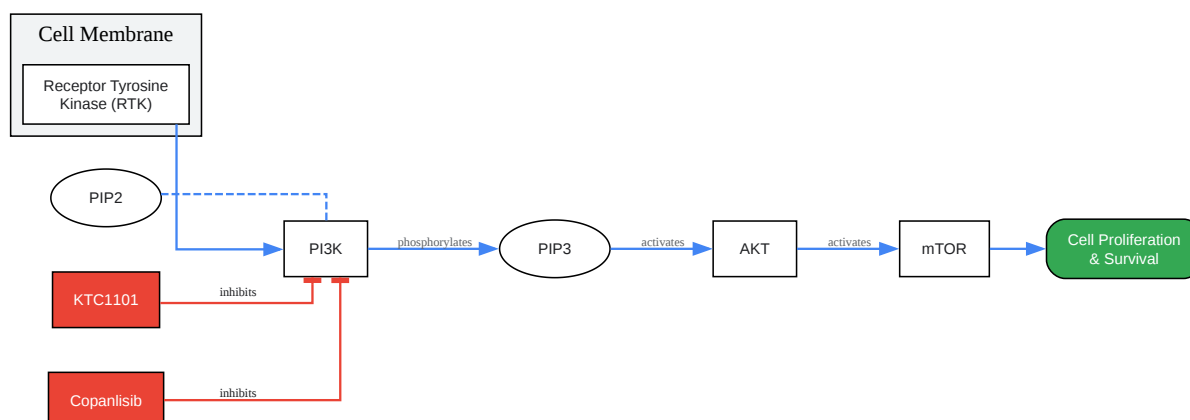 Cell Membrane
Receptor Tyrosine
Kinase (RTK)
PIP2
PI3K
phosphorylates
PIP3
activates
AKT
activates
mTOR
Cell Proliferation
& Survival
KTC1101
inhibits
Copanlisib
inhibits